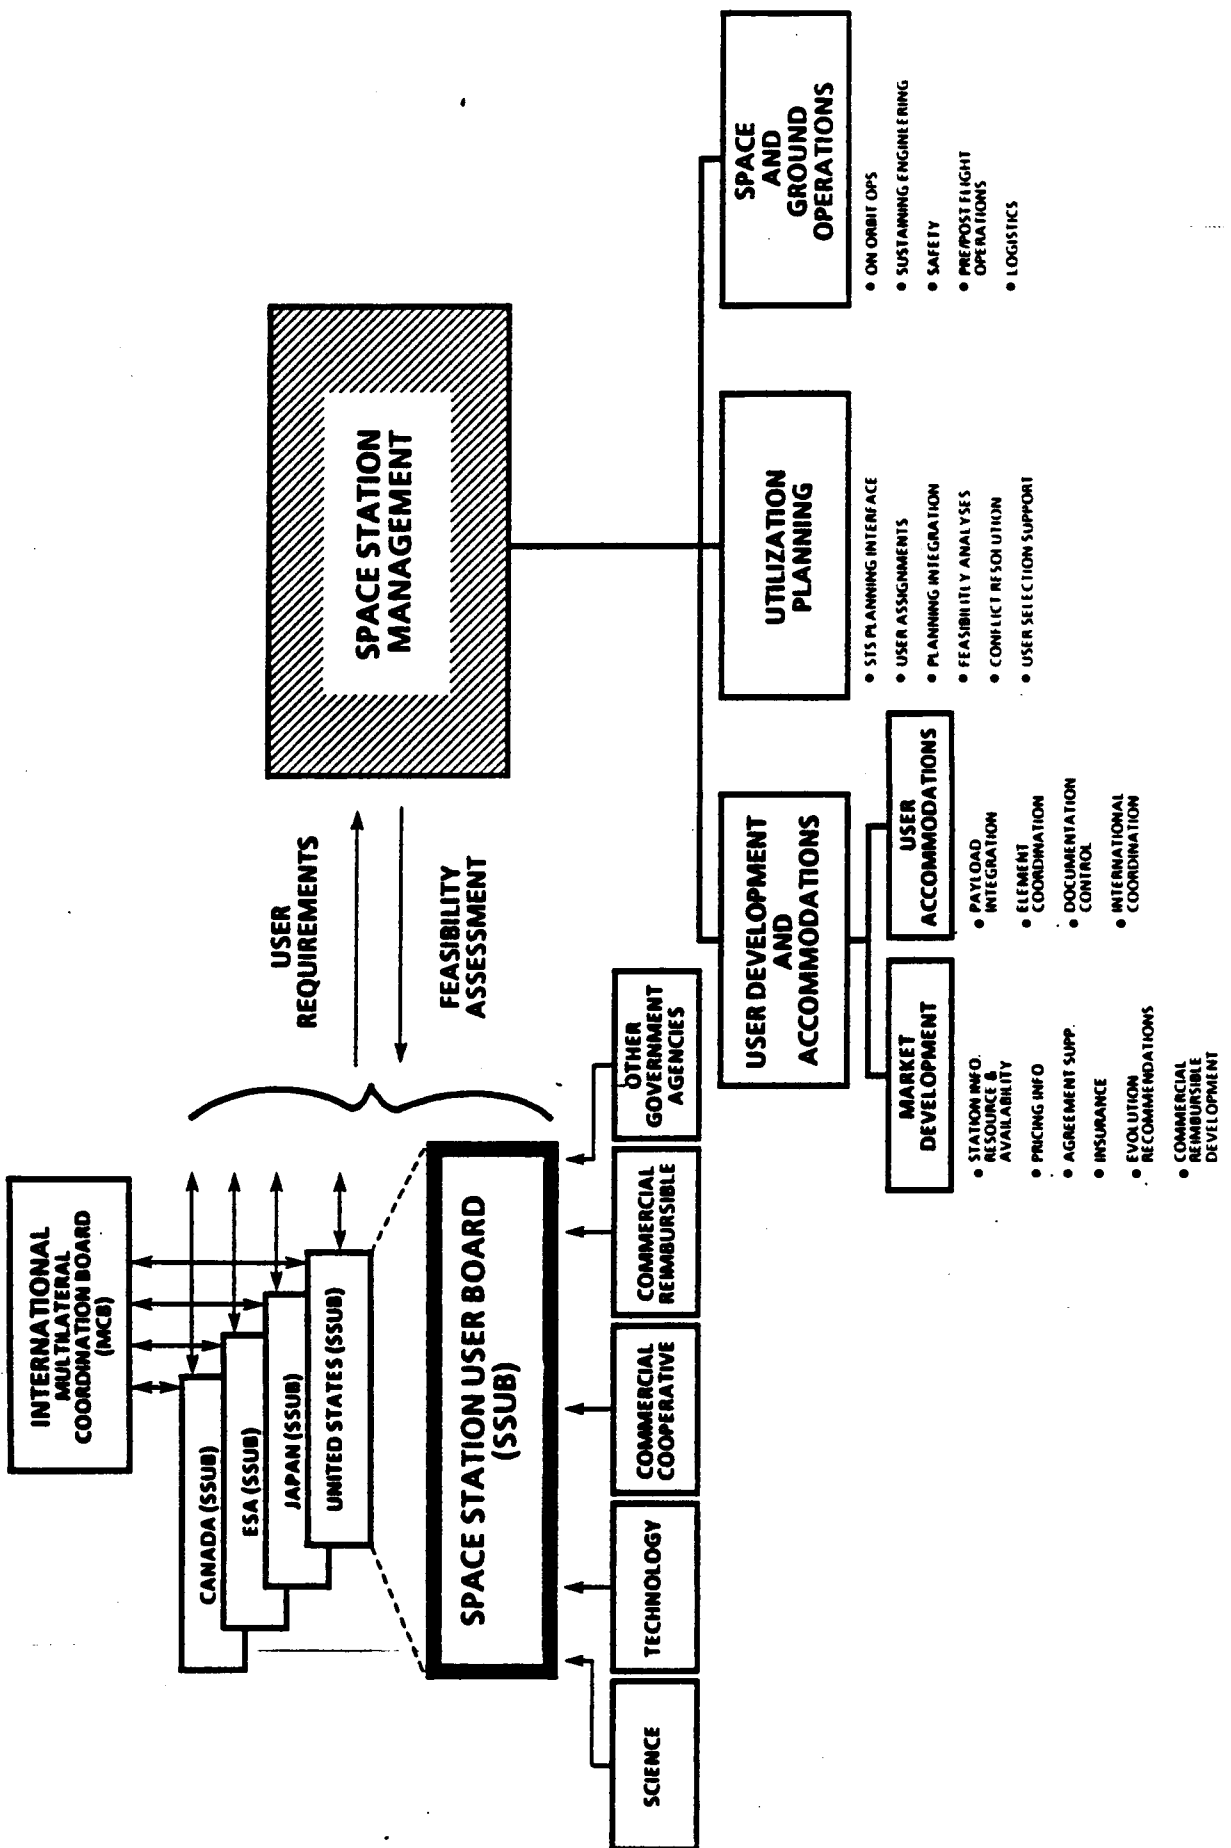 INTERNATIONAL
MULTILATERAL
COORDINATION BOARD
(MCB)
CANADA (SSUB)
ESA (SSUB)
JAPAN (SSUB)
UNITED STATES (SSUB)
SPACE STATION USER BOARD
(SSUB)
SCIENCE
TECHNOLOGY
COMMERCIAL
COOPERATIVE
COMMERCIAL
REIMBURSIBLE
OTHER
GOVERNMENT
AGENCIES
USER
REQUIREMENTS
FEASIBILITY
ASSESSMENT
SPACE STATION
MANAGEMENT
USER DEVELOPMENT
AND
ACCOMMODATIONS
MARKET
DEVELOPMENT
• STATION INFO.
RESOURCE &
AVAILABILITY
• PRICING INFO
• AGREEMENT SUPP.
• INSURANCE
• EVOLUTION
RECOMMENDATIONS
• COMMERCIAL
REIMBURSIBLE
DEVELOPMENT
USER
ACCOMMODATIONS
• PAYLOAD
INTEGRATION
• ELEMENT
COORDINATION
• DOCUMENTATION
CONTROL
• INTERNATIONAL
COORDINATION
UTILIZATION
PLANNING
• STS PLANNING INTERFACE
• USER ASSIGNMENTS
• PLANNING INTEGRATION
• FEASIBILITLY ANALYSES
• CONFLICT RESOLUTION
• USER SELECTION SUPPORT
SPACE
AND
GROUND
OPERATIONS
• ON ORBIT OPS
• SUSTAINING ENGINEERING
• SAFETY
• PRE/POST FLIGHT
OPERATIONS
• LOGISTICS